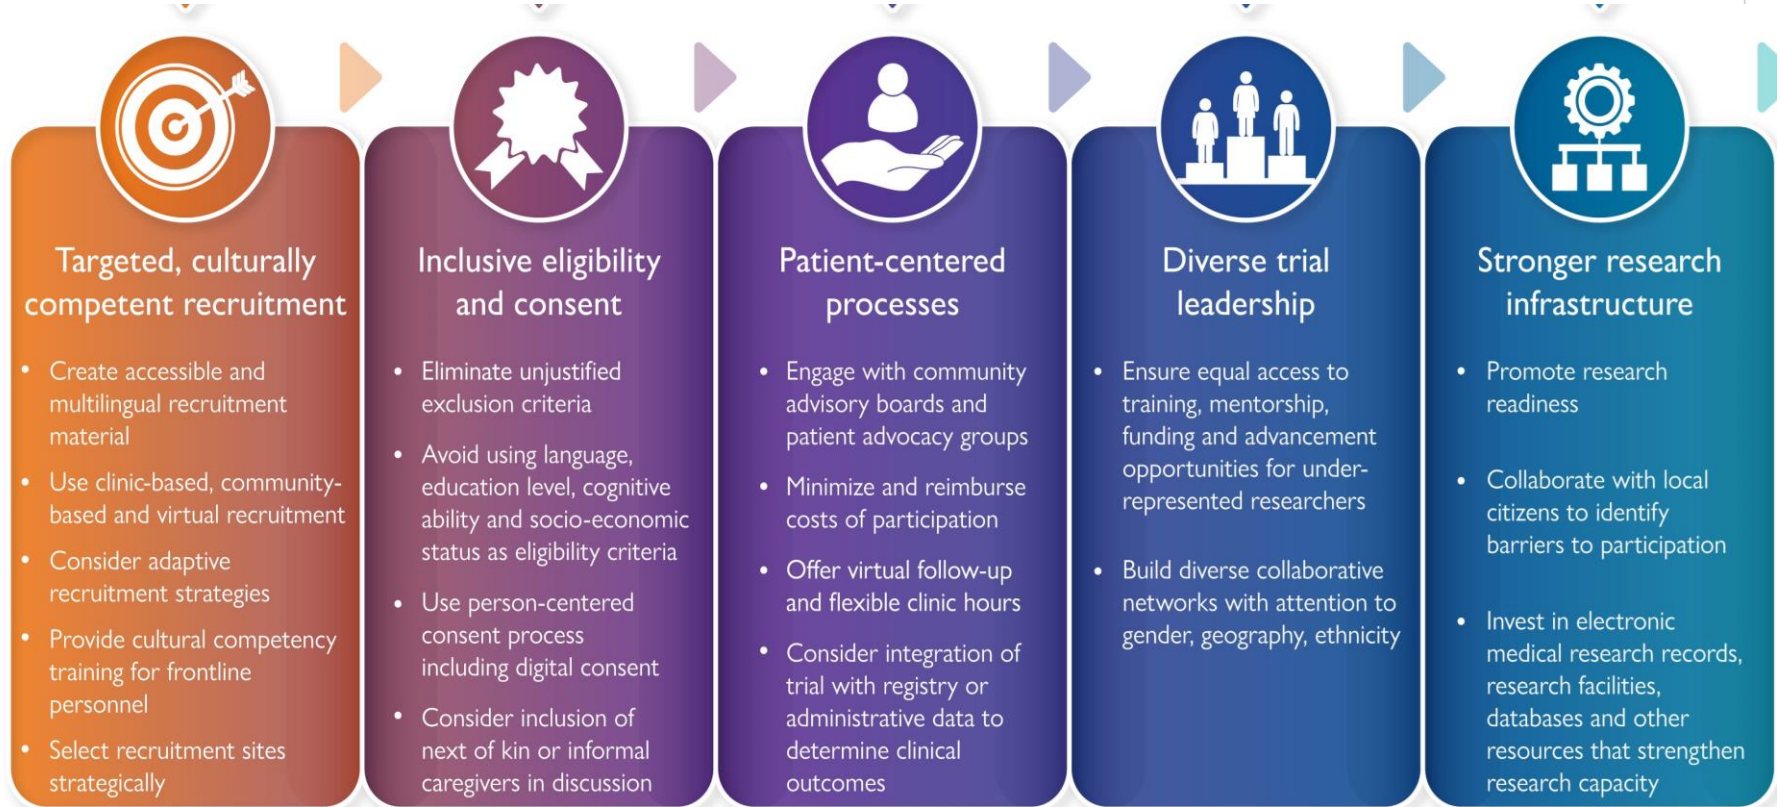 Targeted, culturally
competent recruitment
• Create accessible and
multilingual recruitment
material
• Use clinic-based, community-
based and virtual recruitment
• Consider adaptive
recruitment strategies
• Provide cultural competency
training for frontline
personnel
• Select recruitment sites
strategically
Inclusive eligibility
and consent
• Eliminate unjustified
exclusion criteria
• Avoid using language,
education level, cognitive
ability and socio-economic
status as eligibility criteria
• Use person-centered
consent process
including digital consent
• Consider inclusion of
next of kin or informal
caregivers in discussion
Patient-centered
processes
• Engage with community
advisory boards and
patient advocacy groups
• Minimize and reimburse
costs of participation
• Offer virtual follow-up
and flexible clinic hours
• Consider integration of
trial with registry or
administrative data to
determine clinical
outcomes
Diverse trial
leadership
• Ensure equal access to
training, mentorship,
funding and advancement
opportunities for under-
represented researchers
• Build diverse collaborative
networks with attention to
gender, geography, ethnicity
Stronger research
infrastructure
• Promote research
readiness
• Collaborate with local
citizens to identify
barriers to participation
• Invest in electronic
medical research records,
research facilities,
databases and other
resources that strengthen
research capacity